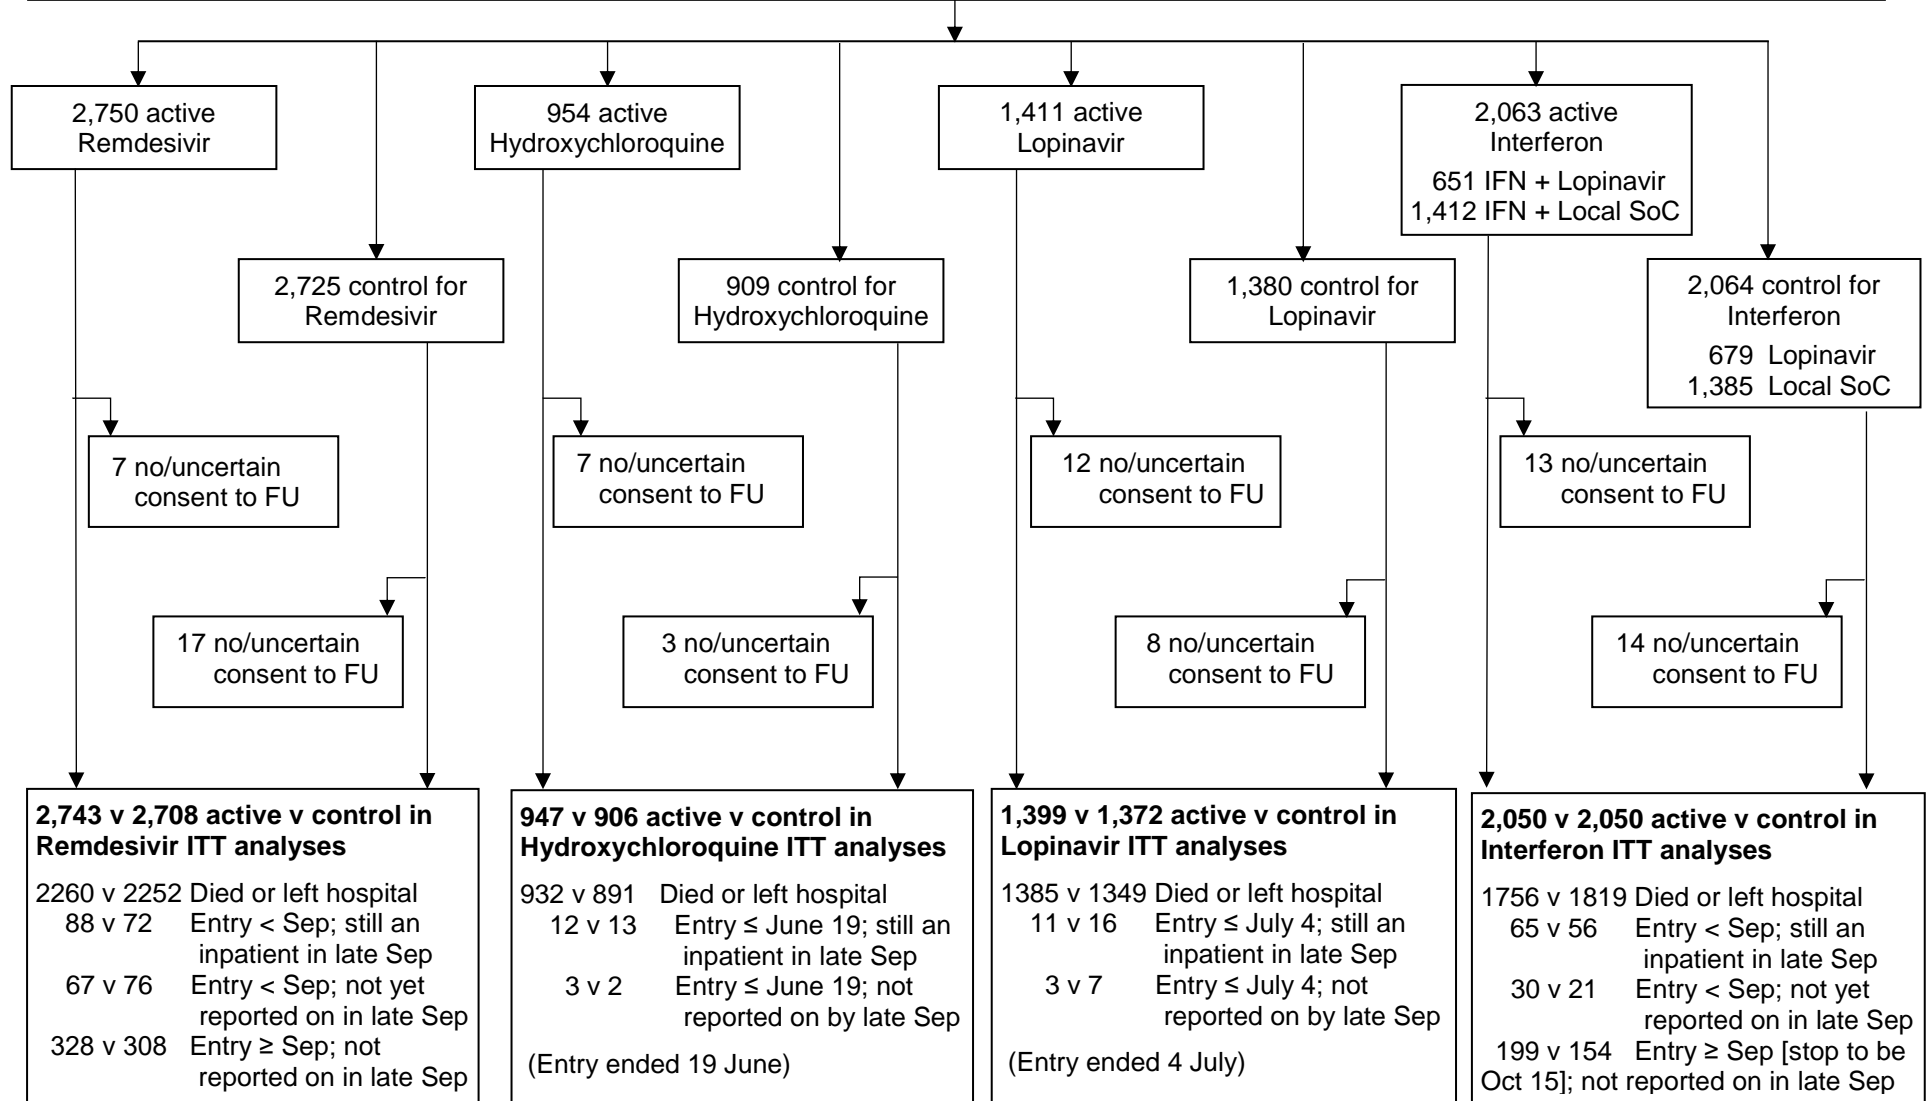 2,750 active
Remdesivir
954 active
Hydroxychloroquine
1,411 active
Lopinavir
2,063 active
Interferon
651 IFN + Lopinavir
1,412 IFN + Local SoC
2,725 control for
Remdesivir
909 control for
Hydroxychloroquine
1,380 control for
Lopinavir
2,064 control for
Interferon
679 Lopinavir
1,385 Local SoC
7 no/uncertain
consent to FU
7 no/uncertain
consent to FU
12 no/uncertain
consent to FU
13 no/uncertain
consent to FU
17 no/uncertain
consent to FU
3 no/uncertain
consent to FU
8 no/uncertain
consent to FU
14 no/uncertain
consent to FU
2,743 v 2,708 active v control in
Remdesivir ITT analyses
2260 v 2252 Died or left hospital
88 v 72 Entry < Sep; still an
inpatient in late Sep
67 v 76 Entry < Sep; not yet
reported on in late Sep
328 v 308 Entry ≥ Sep; not
reported on in late Sep
947 v 906 active v control in
Hydroxychloroquine ITT analyses
932 v 891 Died or left hospital
12 v 13 Entry ≤ June 19; still an
inpatient in late Sep
3 v 2 Entry ≤ June 19; not
reported on by late Sep
(Entry ended 19 June)
1,399 v 1,372 active v control in
Lopinavir ITT analyses
1385 v 1349 Died or left hospital
11 v 16 Entry ≤ July 4; still an
inpatient in late Sep
3 v 7 Entry ≤ July 4; not
reported on by late Sep
(Entry ended 4 July)
2,050 v 2,050 active v control in
Interferon ITT analyses
1756 v 1819 Died or left hospital
65 v 56 Entry < Sep; still an
inpatient in late Sep
30 v 21 Entry < Sep; not yet
reported on in late Sep
199 v 154 Entry ≥ Sep [stop to be
Oct 15]; not reported on in late Sep